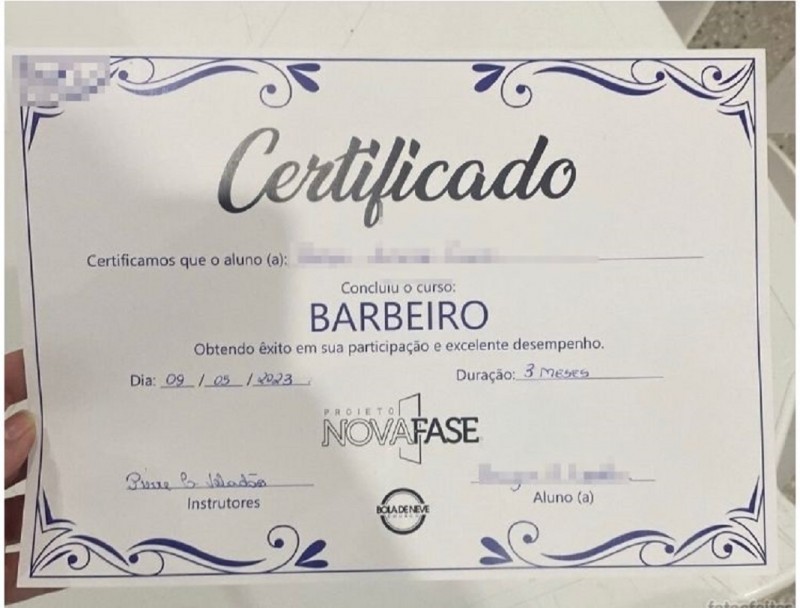 Certificado
Certificamos que o aluno (a):
Concluiu o curso:
BARBEIRO
Obtendo êxito em sua participação e excelente desempenho.
Dia: 09 / 05 / 2023 Duração: 3 MESES
PROJETO
NOVAFASE
Instrutores
Aluno (a)
BOLA DE NEVE